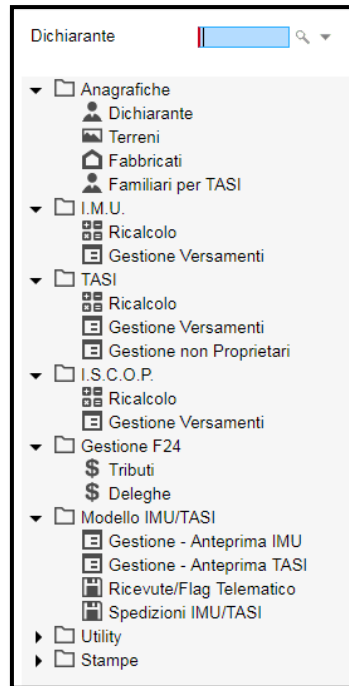 Dichiarante
Anagrafiche
Dichiarante
Terreni
Fabbricati
Familiari per TASI
I.M.U.
Ricalcolo
Gestione Versamenti
TASI
Ricalcolo
Gestione Versamenti
Gestione non Proprietari
I.S.C.O.P.
Ricalcolo
Gestione Versamenti
Gestione F24
Tributi
Deleghe
Modello IMU/TASI
Gestione - Anteprima IMU
Gestione - Anteprima TASI
Ricevute/Flag Telematico
Spedizioni IMU/TASI
Utility
Stampe